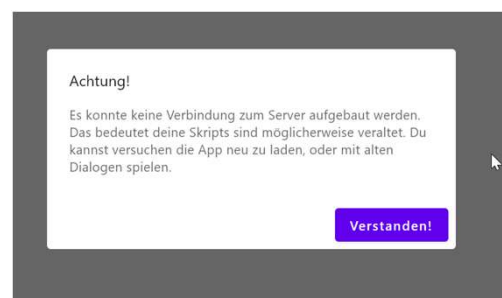 Achtung!
Es konnte keine Verbindung zum Server aufgebaut werden.
Das bedeutet deine Skripts sind möglicherweise veraltet. Du
kannst versuchen die App neu zu laden, oder mit alten
Dialogen spielen.
Verstanden!